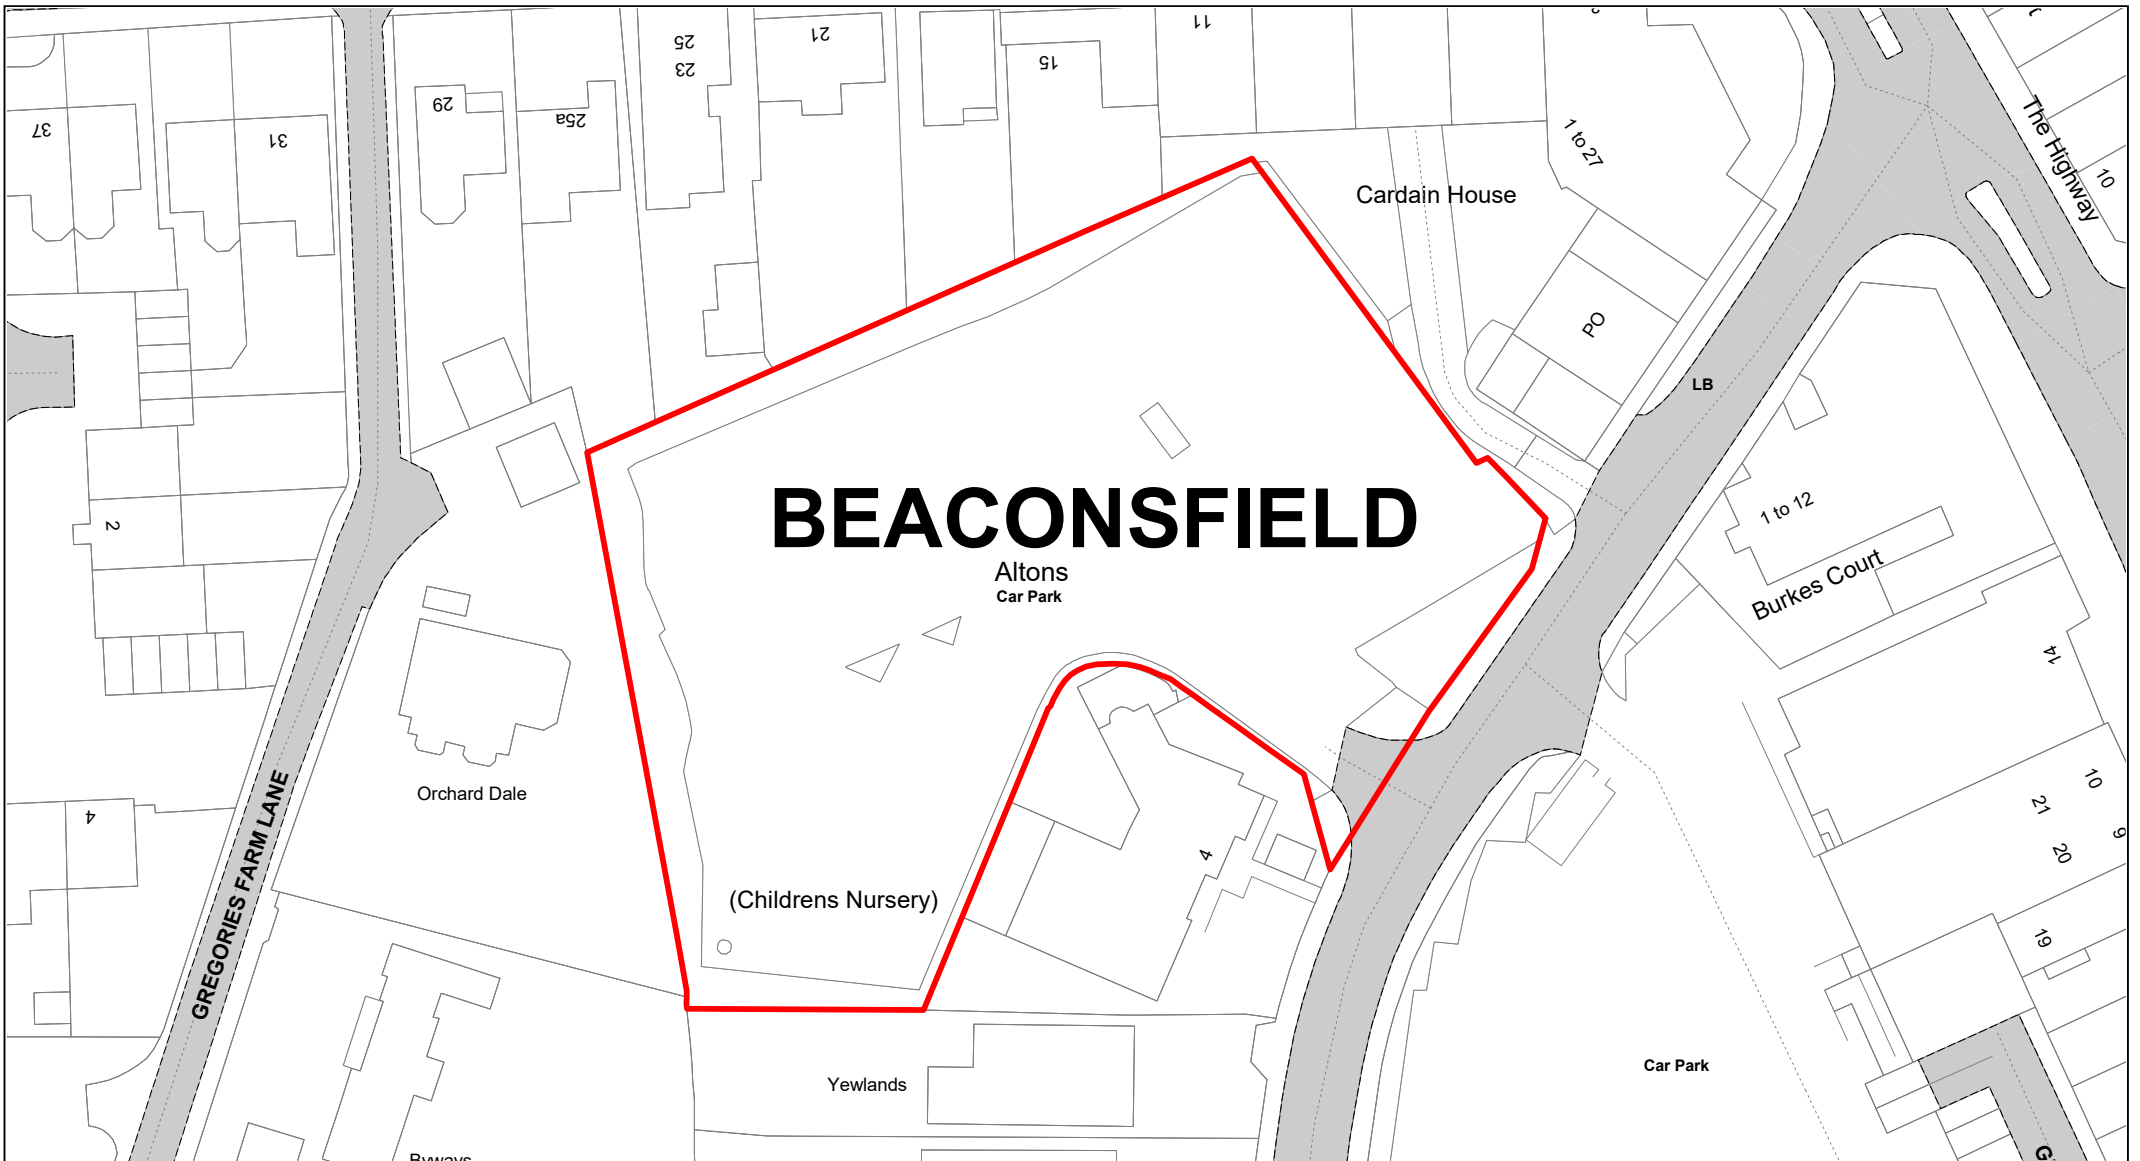 11
21
25
23
15
29
25a
37
31
1 to 27
The Highway
10
Cardain House
PO
LB
BEACONSFIELD
Altons
Car Park
2
1 to 12
Burkes Court
14
Orchard Dale
GREGORIES FARM LANE
4
10
21
9
20
4
(Childrens Nursery)
19
Yewlands
Car Park